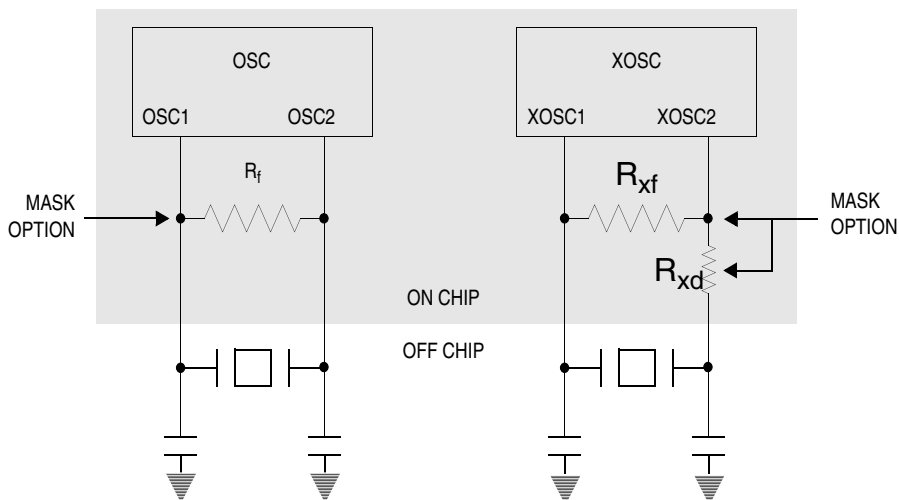 OSC
XOSC
OSC1
OSC2
XOSC1
XOSC2
Rf
Rxf
MASK
OPTION
MASK
OPTION
Rxd
ON CHIP
OFF CHIP